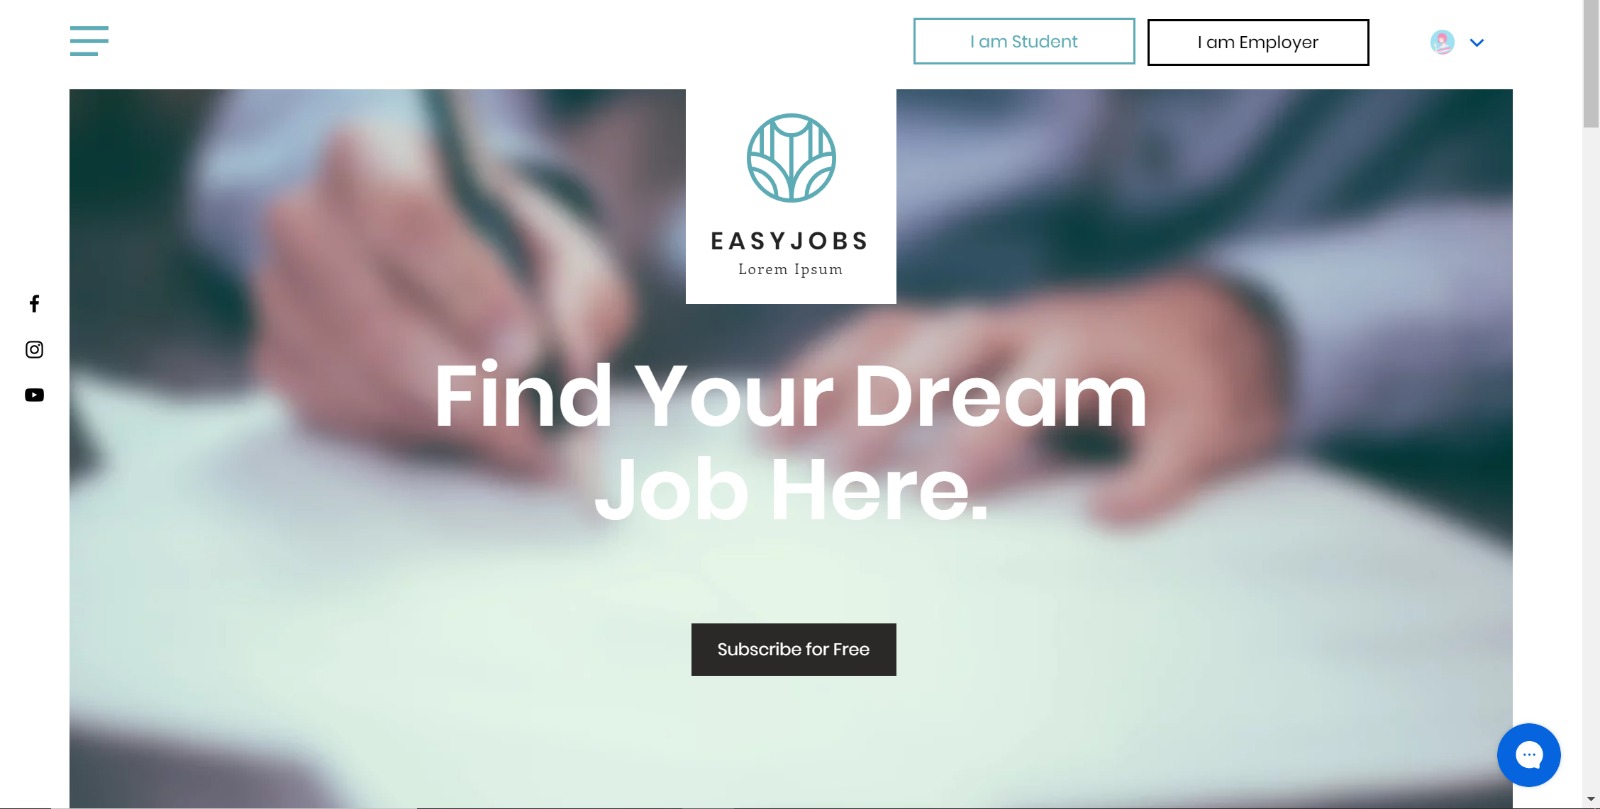 I am Student
I am Employer
EASYJOBS
Lorem Ipsum
Find Your Dream
Job Here.
Subscribe for Free